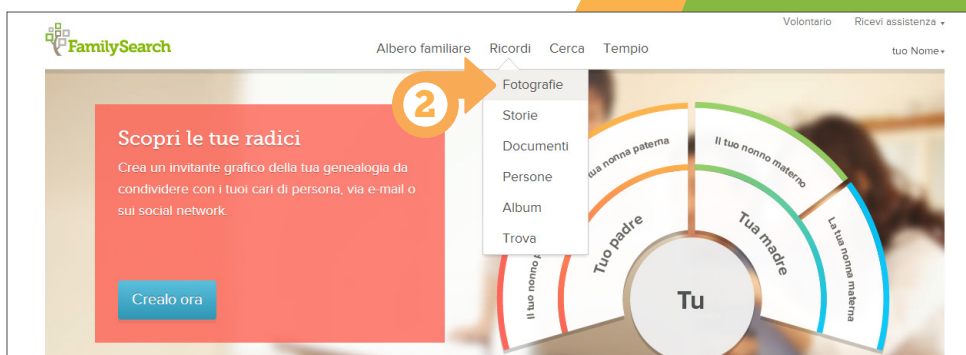 Volontario Ricevi assistenza
FamilySearch
Albero familiare Ricordi Cerca Tempio
tuo Nome
2
Fotografie
Storie
Documenti
Persone
Album
Trova
Scopri le tue radici
Crea un invitante grafico della tua genealogia da
condividere con i tuoi cari di persona, via e-mail o
sui social network.
Crealo ora
Il tuo nonno
tua nonna paterna
Il tuo nonno materno
La tua nonna materna
Tuo padre
Tua madre
Tu